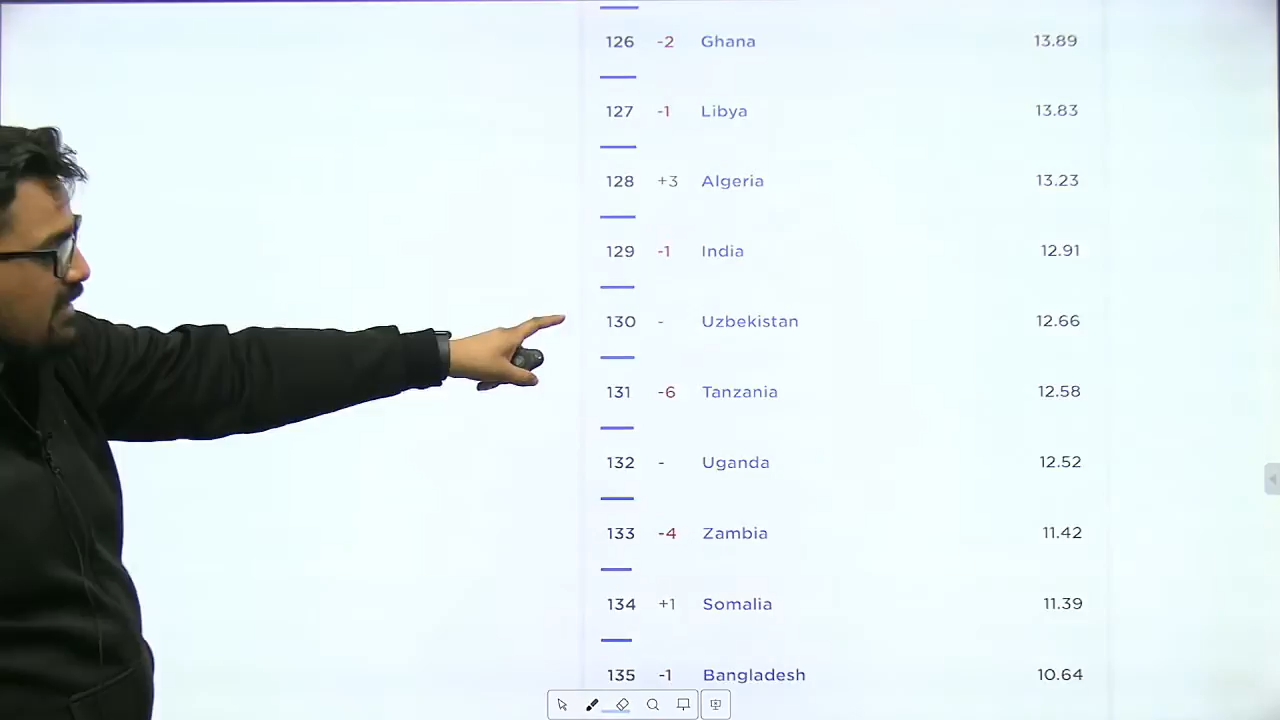 126 -2 Ghana 13.89
127 -1 Libya 13.83
128 +3 Algeria 13.23
129 -1 India 12.91
130 - Uzbekistan 12.66
131 -6 Tanzania 12.58
132 - Uganda 12.52
133 -4 Zambia 11.42
134 +1 Somalia 11.39
135 -1 Bangladesh 10.64